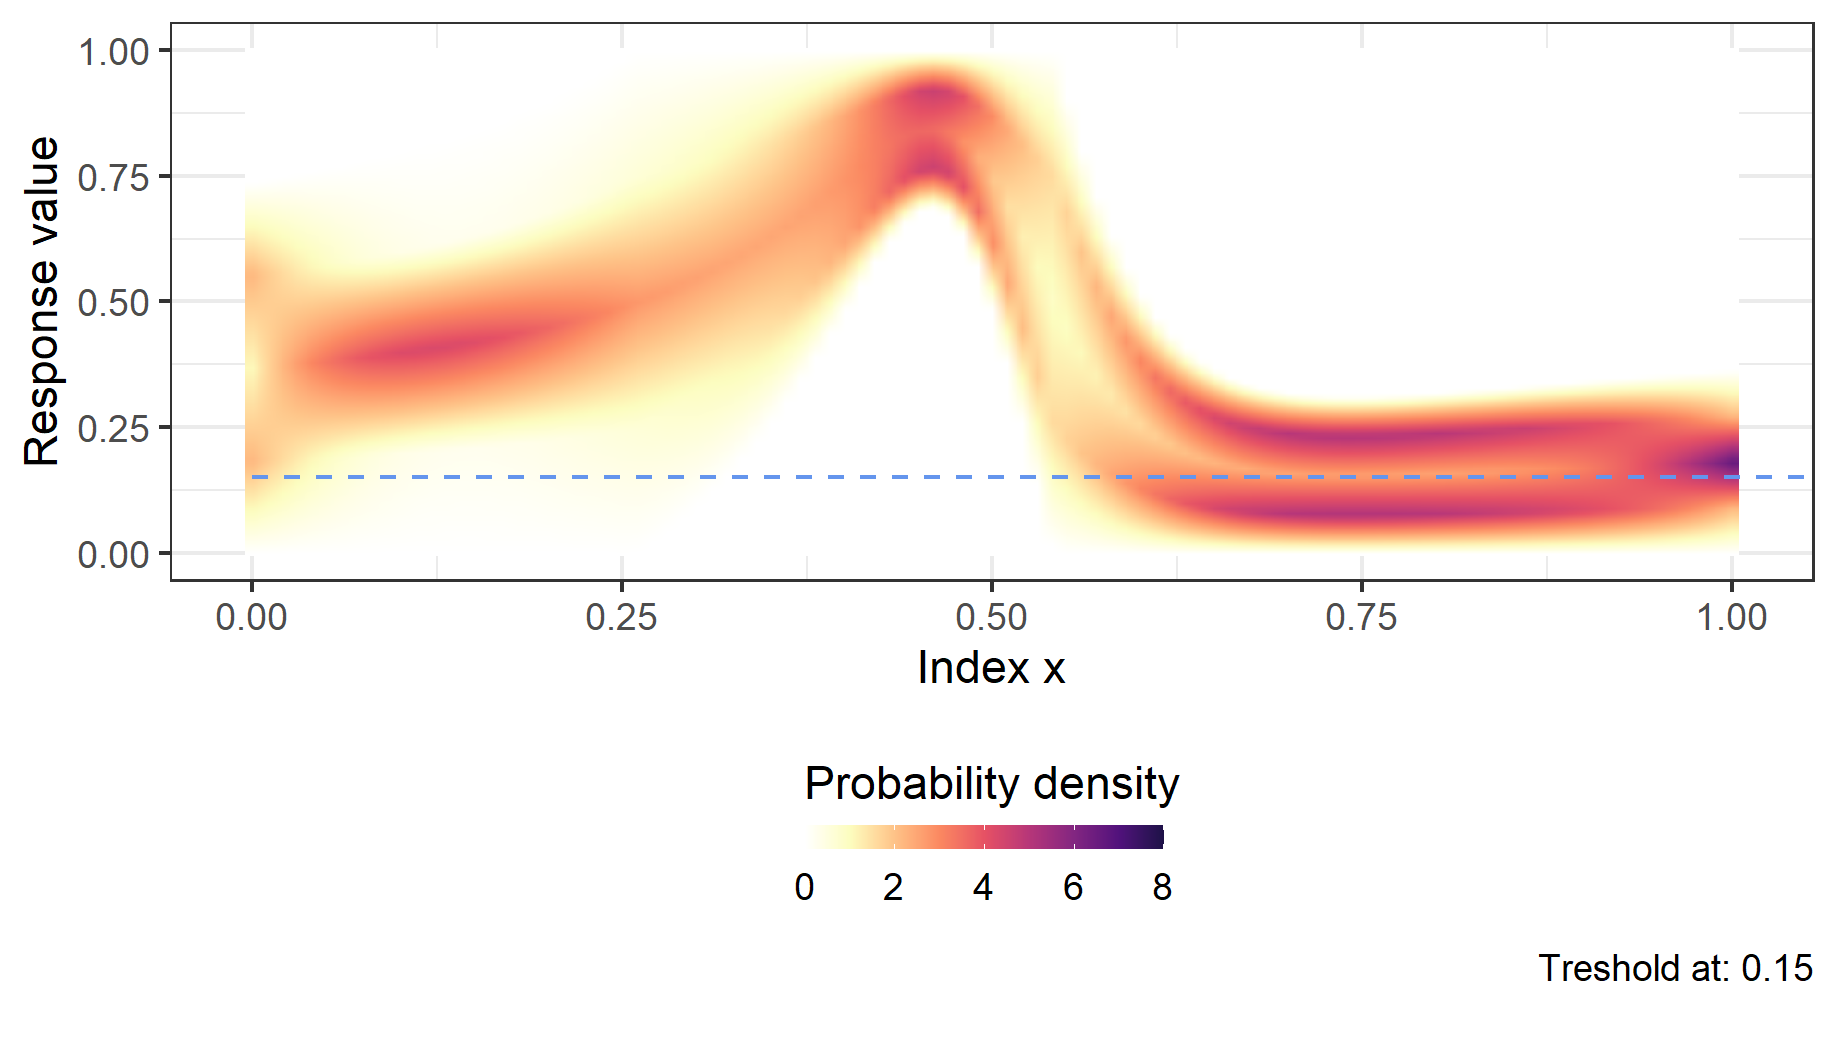 Response value
1.00
0.75
0.50
0.25
0.00
0.00 0.25 0.50 0.75 1.00
Index x
Probability density
0 2 4 6 8
Treshold at: 0.15